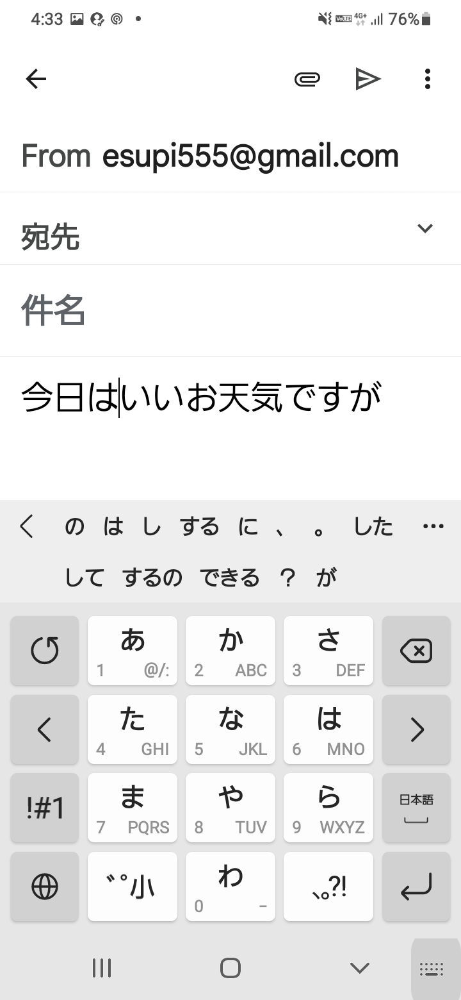 4:33 VoLTE 4G+ 76%
From esupi555@gmail.com
宛先
件名
今日はいいお天気ですが
の は し する に 、 。 した
して するの できる ? が
あ か さ
1 @/: 2 ABC 3 DEF
た な は
4 GHI 5 JKL 6 MNO
!#1 ま や ら 日本語
7 PQRS 8 TUV 9 WXYZ
゛゜小 わ 、。?!
0 −